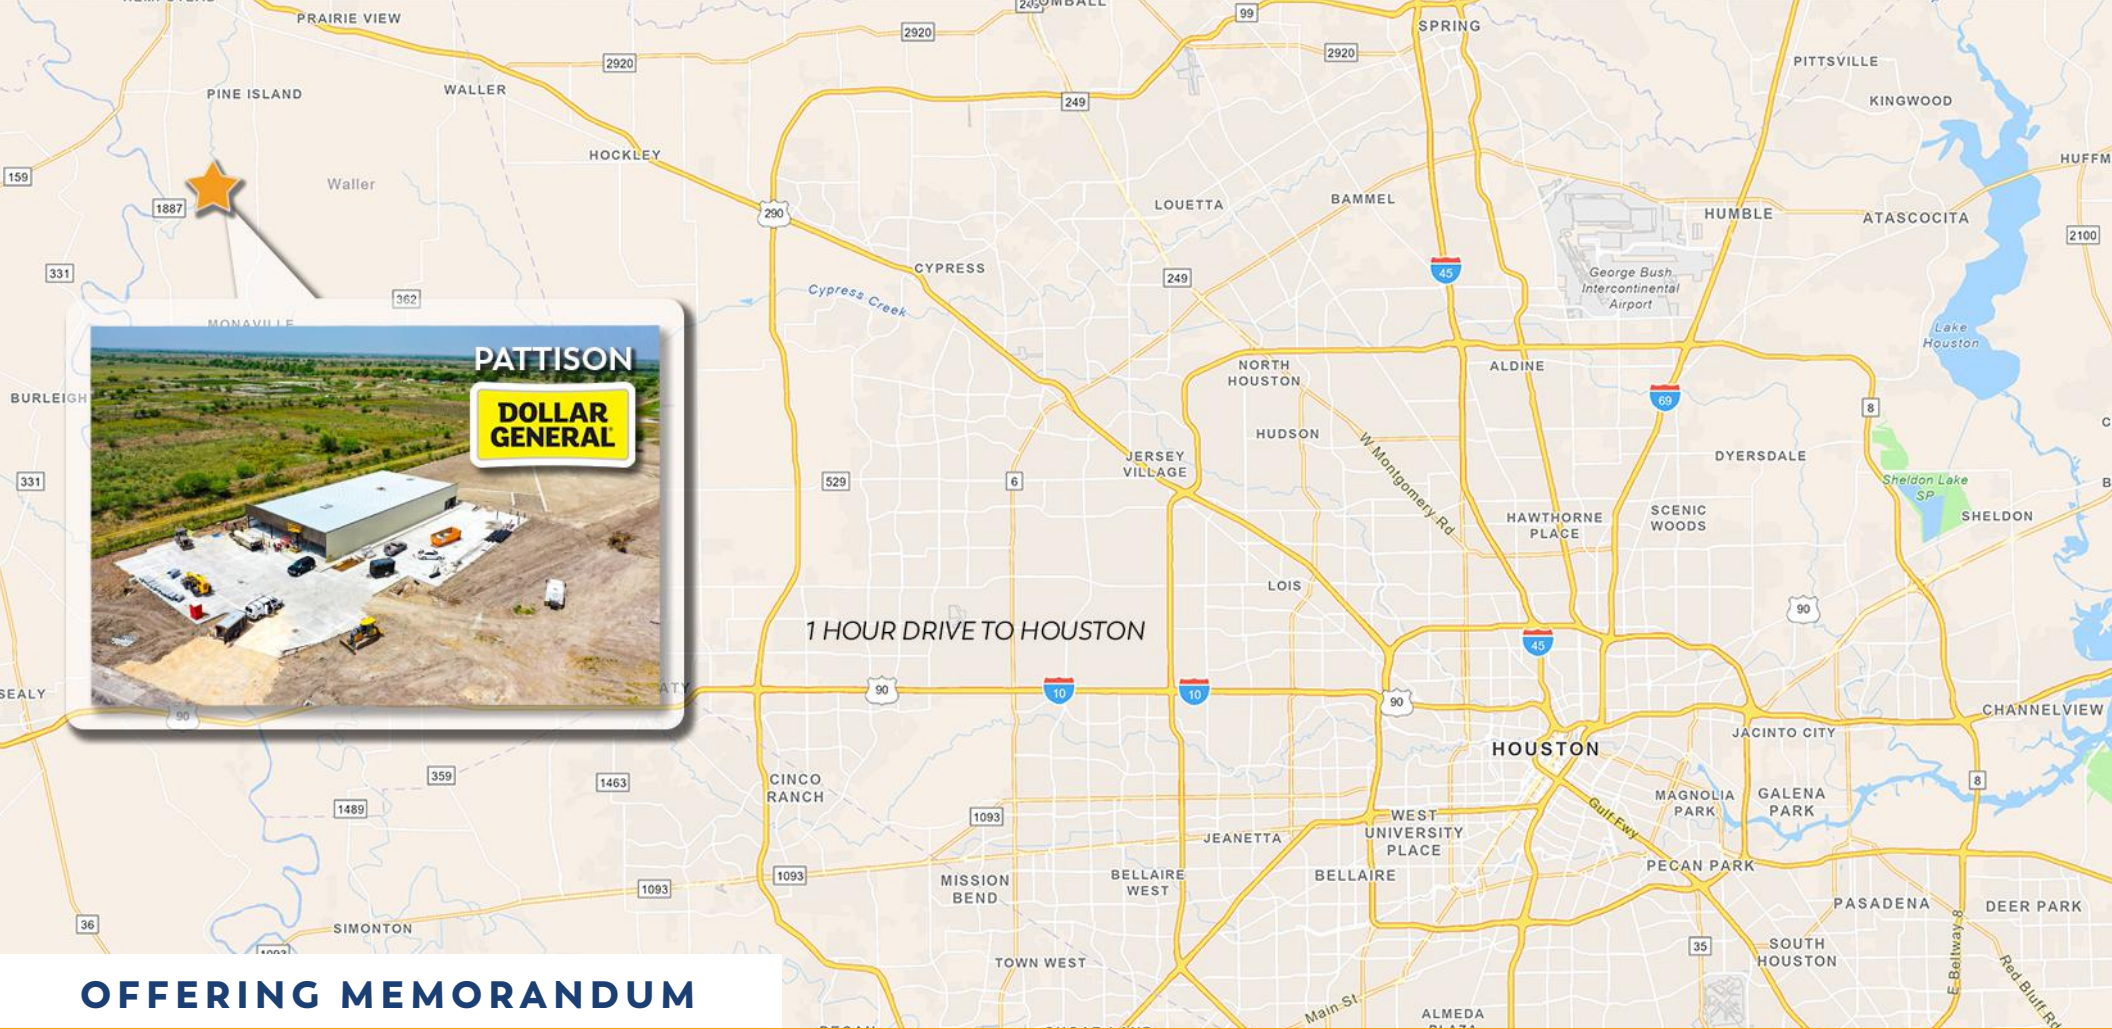 PRAIRIE VIEW
99
SPRING
2920
2920
2920
PITTSVILLE
PINE ISLAND
WALLER
249
KINGWOOD
HOCKLEY
159
Waller
1887
290
LOUETTA
BAMMEL
HUMBLE
ATASCOCITA
2100
331
362
CYPRESS
Cypress Creek
249
45
George Bush
Intercontinental
Airport
Lake
Houston
MONAVILLE
PATTISON
DOLLAR
GENERAL
BURLEIGH
NORTH
HOUSTON
ALDINE
69
8
HUDSON
W Montgomery Rd
JERSEY
VILLAGE
DYERSDALE
331
529
6
Sheldon Lake
SP
SHELDON
HAWTHORNE
PLACE
SCENIC
WOODS
LOIS
90
1 HOUR DRIVE TO HOUSTON
45
SEALY
90
90
10
10
90
CHANNELVIEW
HOUSTON
JACINTO CITY
359
1463
CINCO
RANCH
8
1489
1093
MAGNOLIA
PARK
GALENA
PARK
Gulf Fwy
WEST
UNIVERSITY
PLACE
JEANETTA
PECAN PARK
1093
1093
MISSION
BEND
BELLAIRE
WEST
BELLAIRE
PASADENA
DEER PARK
36
SIMONTON
35
SOUTH
HOUSTON
E Beltway 8
Red Bluff Rd
TOWN WEST
Main St
ALMEDA
OFFERING MEMORANDUM